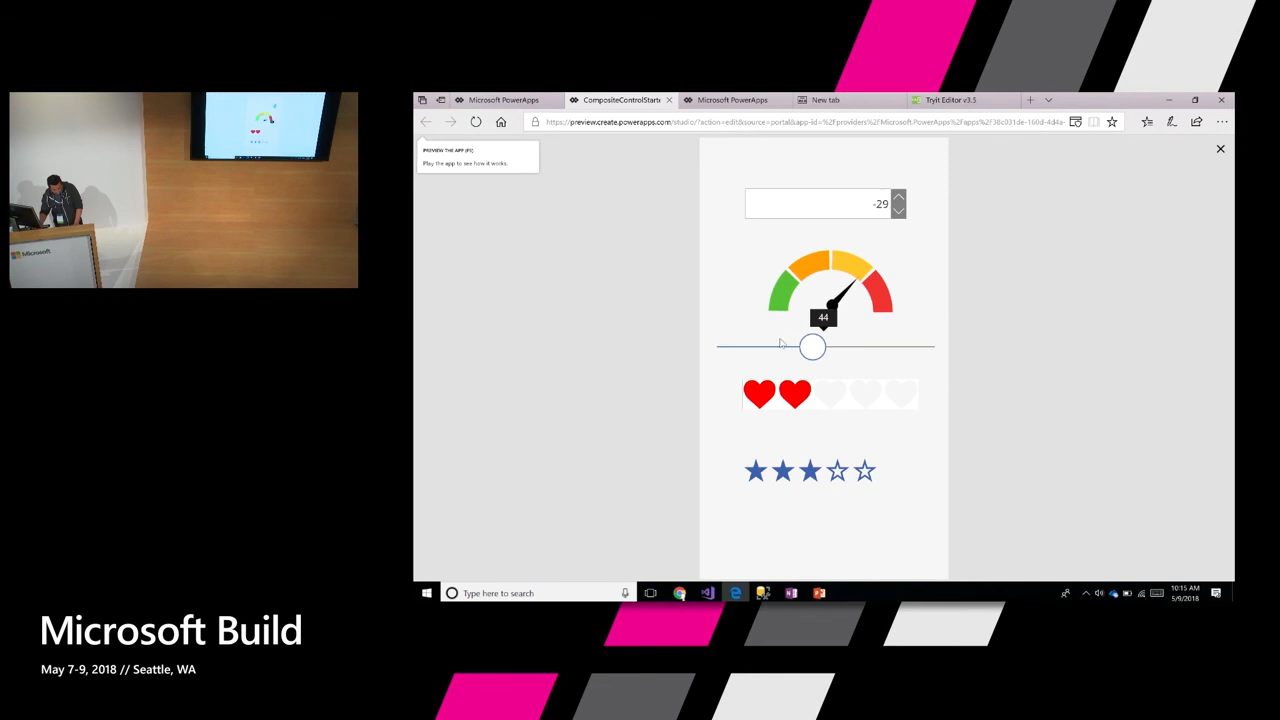 Microsoft PowerApps
CompositeControlStarte
Microsoft PowerApps
New tab
Tryit Editor v3.5
PREVIEW THE APP (F5)
Play the app to see how it works.
-29
44
Microsoft
Type here to search
10:15 AM
5/9/2018
Microsoft Build
May 7-9, 2018 // Seattle, WA